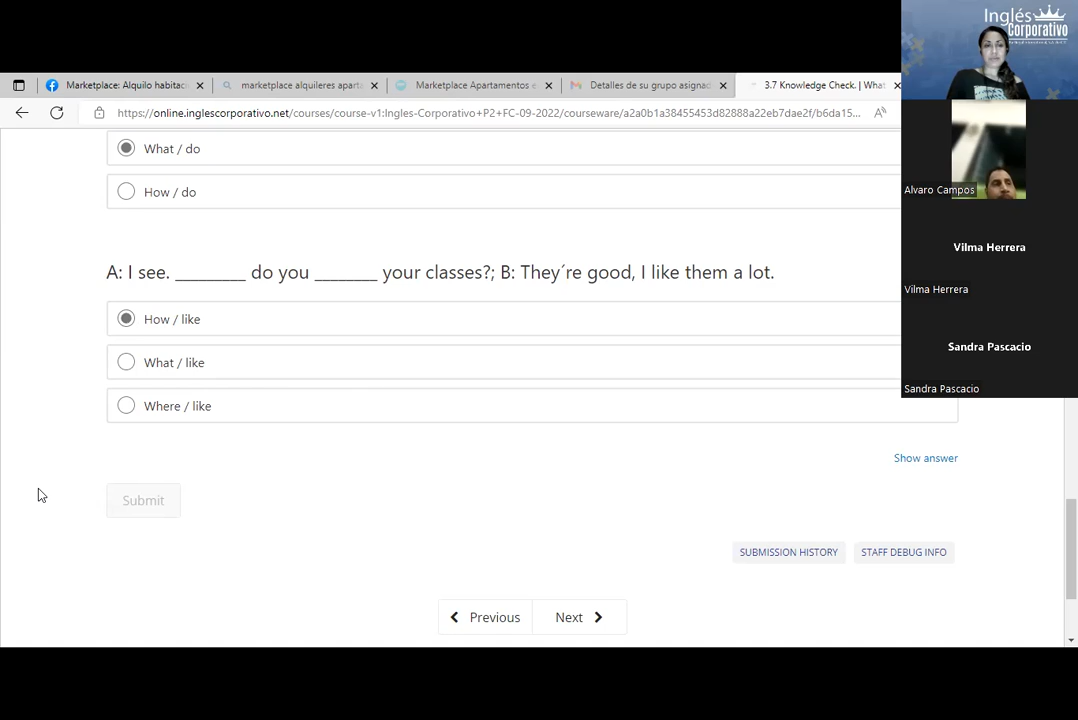 Inglés
Corporativo
Marketplace: Alquilo habitac
marketplace alquileres aparta
Marketplace Apartamentos e
Detalles de su grupo asignad
3.7 Knowledge Check. | What
https://online.inglescorporativo.net/courses/course-v1:Ingles-Corporativo+P2+FC-09-2022/courseware/a2a0b1a38455453d82888a22eb7dae2f/b6da15...
What / do
How / do
Alvaro Campos
Vilma Herrera
Vilma Herrera
A: I see. ________ do you _______ your classes?; B: They´re good, I like them a lot.
How / like
What / like
Where / like
Sandra Pascacio
Sandra Pascacio
Show answer
Submit
SUBMISSION HISTORY
STAFF DEBUG INFO
Previous
Next